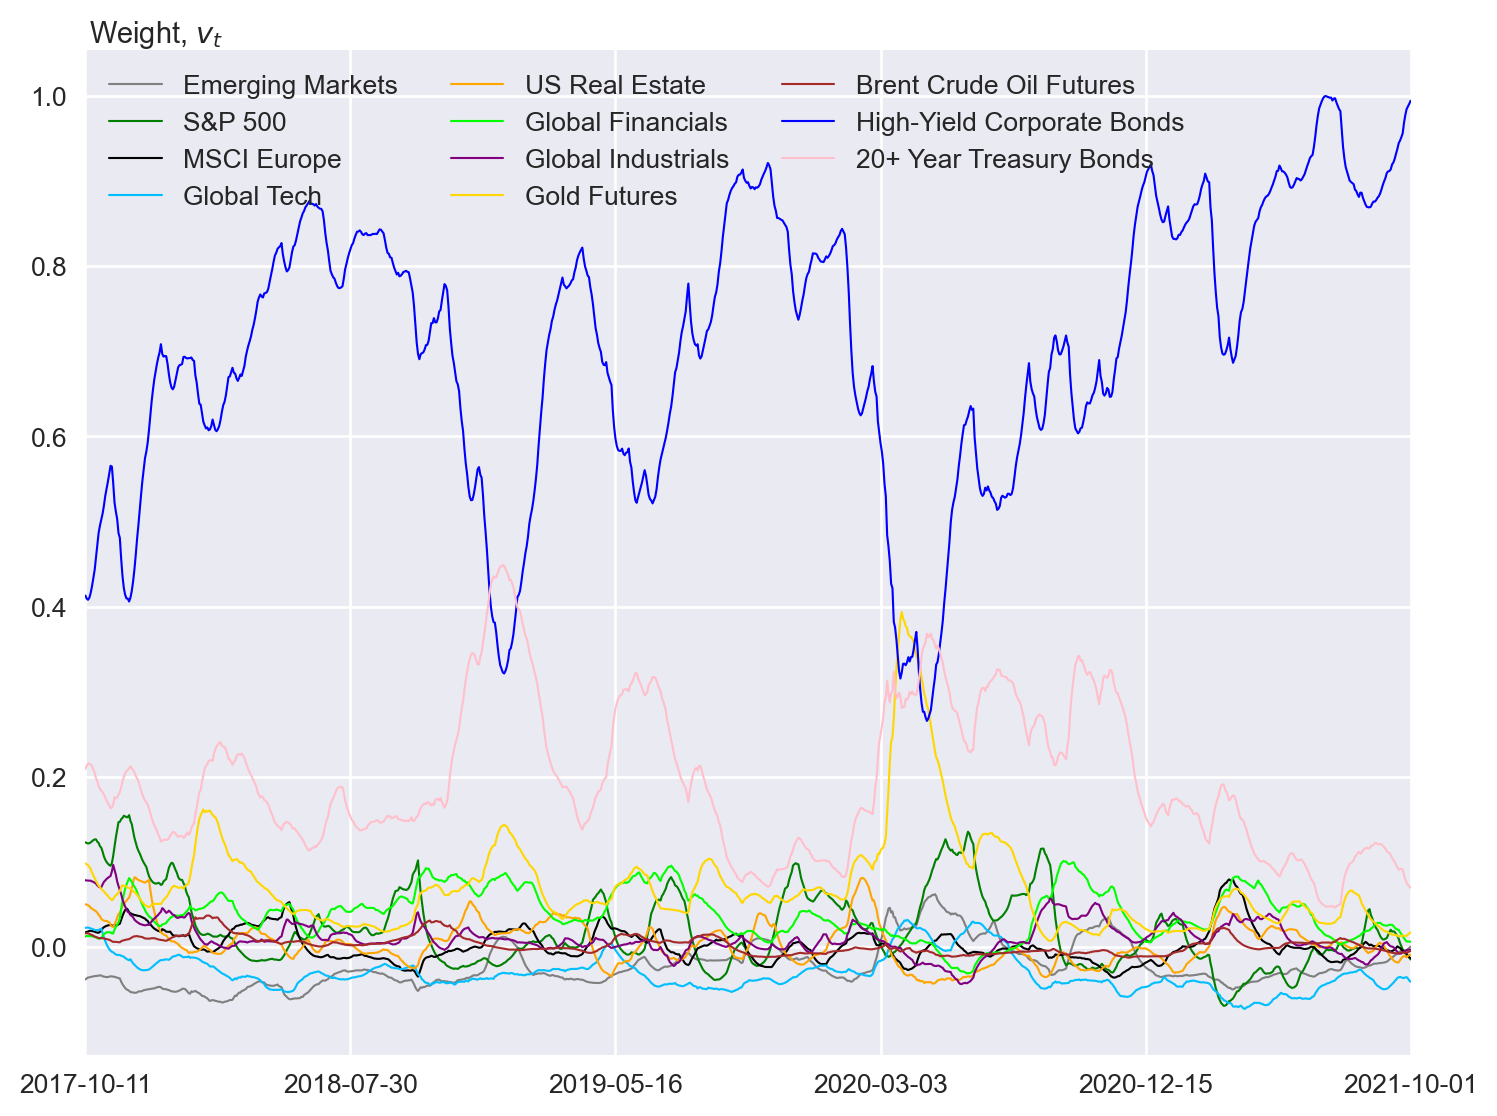 Weight, vₜ
Emerging Markets
S&P 500
MSCI Europe
Global Tech
US Real Estate
Global Financials
Global Industrials
Gold Futures
Brent Crude Oil Futures
High-Yield Corporate Bonds
20+ Year Treasury Bonds
1.0
0.8
0.6
0.4
0.2
0.0
2017-10-11
2018-07-30
2019-05-16
2020-03-03
2020-12-15
2021-10-01